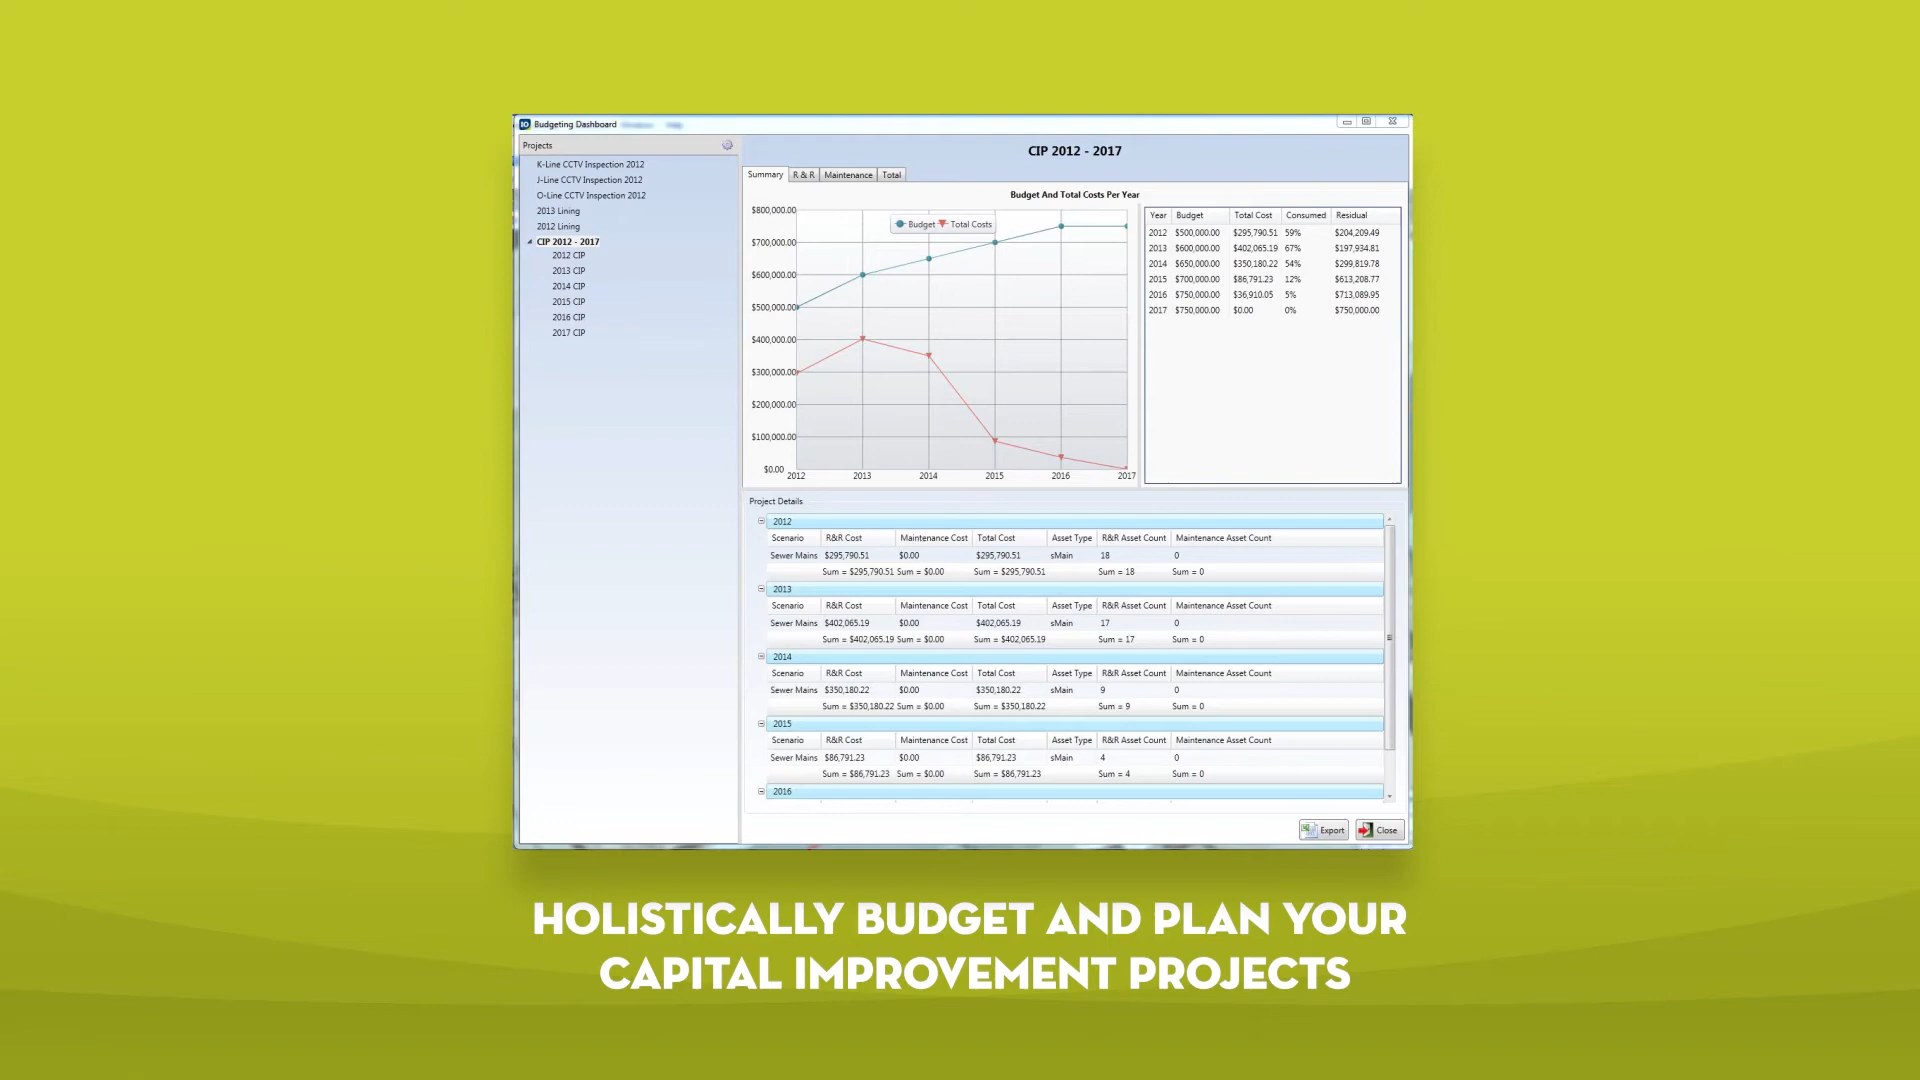 Budgeting Dashboard
Projects
K-Line CCTV Inspection 2012
J-Line CCTV Inspection 2012
O-Line CCTV Inspection 2012
2013 Lining
2012 Lining
CIP 2012 - 2017
2012 CIP
2013 CIP
2014 CIP
2015 CIP
2016 CIP
2017 CIP
CIP 2012 - 2017
Summary R & R Maintenance Total
Budget And Total Costs Per Year
Budget Total Costs
$800,000.00
$700,000.00
$600,000.00
$500,000.00
$400,000.00
$300,000.00
$200,000.00
$100,000.00
$0.00
2012 2013 2014 2015 2016 2017
Year Budget Total Cost Consumed Residual
2012 $500,000.00 $295,790.51 59% $204,209.49
2013 $600,000.00 $402,065.19 67% $197,934.81
2014 $650,000.00 $350,180.22 54% $299,819.78
2015 $700,000.00 $86,791.23 12% $613,208.77
2016 $750,000.00 $36,910.05 5% $713,089.95
2017 $750,000.00 $0.00 0% $750,000.00
Project Details
2012
Scenario R&R Cost Maintenance Cost Total Cost Asset Type R&R Asset Count Maintenance Asset Count
Sewer Mains $295,790.51 $0.00 $295,790.51 sMain 18 0
Sum = $295,790.51 Sum = $0.00 Sum = $295,790.51 Sum = 18 Sum = 0
2013
Scenario R&R Cost Maintenance Cost Total Cost Asset Type R&R Asset Count Maintenance Asset Count
Sewer Mains $402,065.19 $0.00 $402,065.19 sMain 17 0
Sum = $402,065.19 Sum = $0.00 Sum = $402,065.19 Sum = 17 Sum = 0
2014
Scenario R&R Cost Maintenance Cost Total Cost Asset Type R&R Asset Count Maintenance Asset Count
Sewer Mains $350,180.22 $0.00 $350,180.22 sMain 9 0
Sum = $350,180.22 Sum = $0.00 Sum = $350,180.22 Sum = 9 Sum = 0
2015
Scenario R&R Cost Maintenance Cost Total Cost Asset Type R&R Asset Count Maintenance Asset Count
Sewer Mains $86,791.23 $0.00 $86,791.23 sMain 4 0
Sum = $86,791.23 Sum = $0.00 Sum = $86,791.23 Sum = 4 Sum = 0
2016
Export Close
HOLISTICALLY BUDGET AND PLAN YOUR
CAPITAL IMPROVEMENT PROJECTS